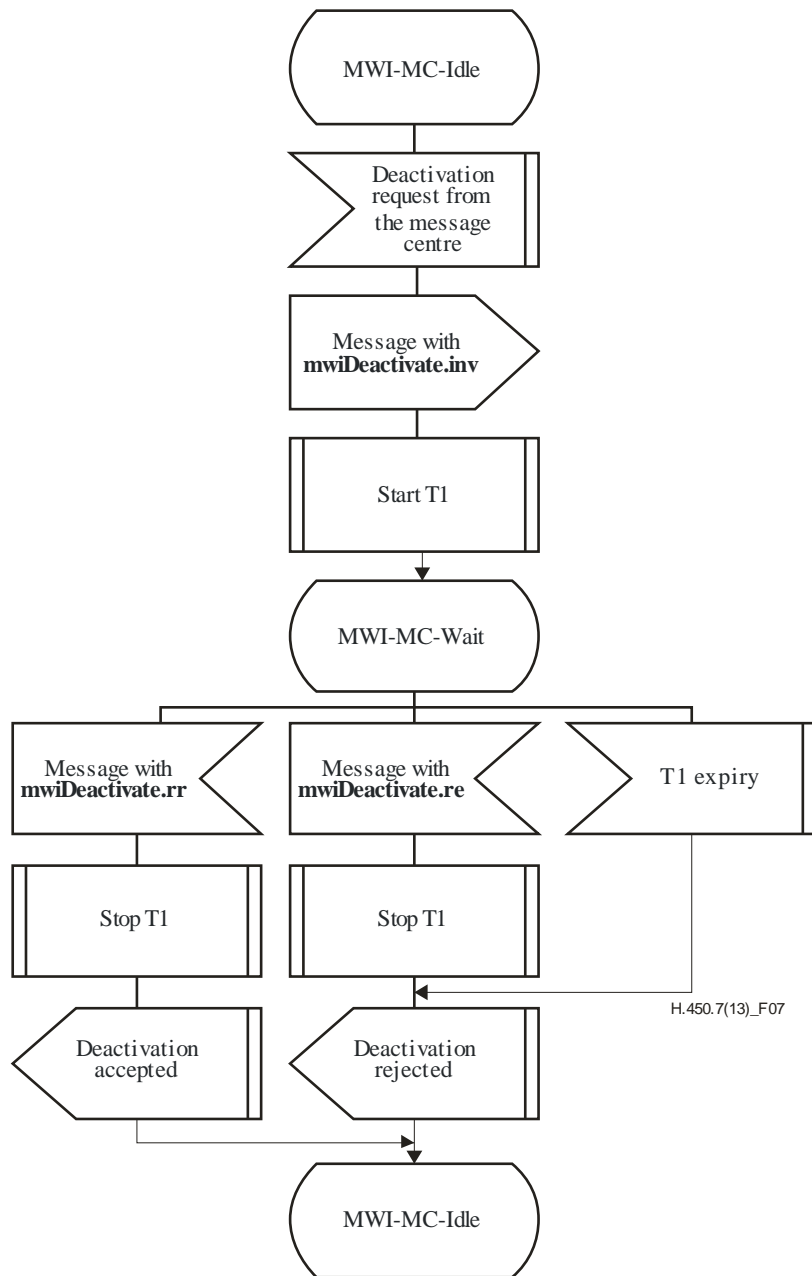 MWI-MC-Idle
Deactivation
request from
the message
centre
Message with
mwiDeactivate.inv
Start T1
MWI-MC-Wait
Message with
mwiDeactivate.rr
Message with
mwiDeactivate.re
T1 expiry
Stop T1
Stop T1
H.450.7(13)_F07
Deactivation
accepted
Deactivation
rejected
MWI-MC-Idle